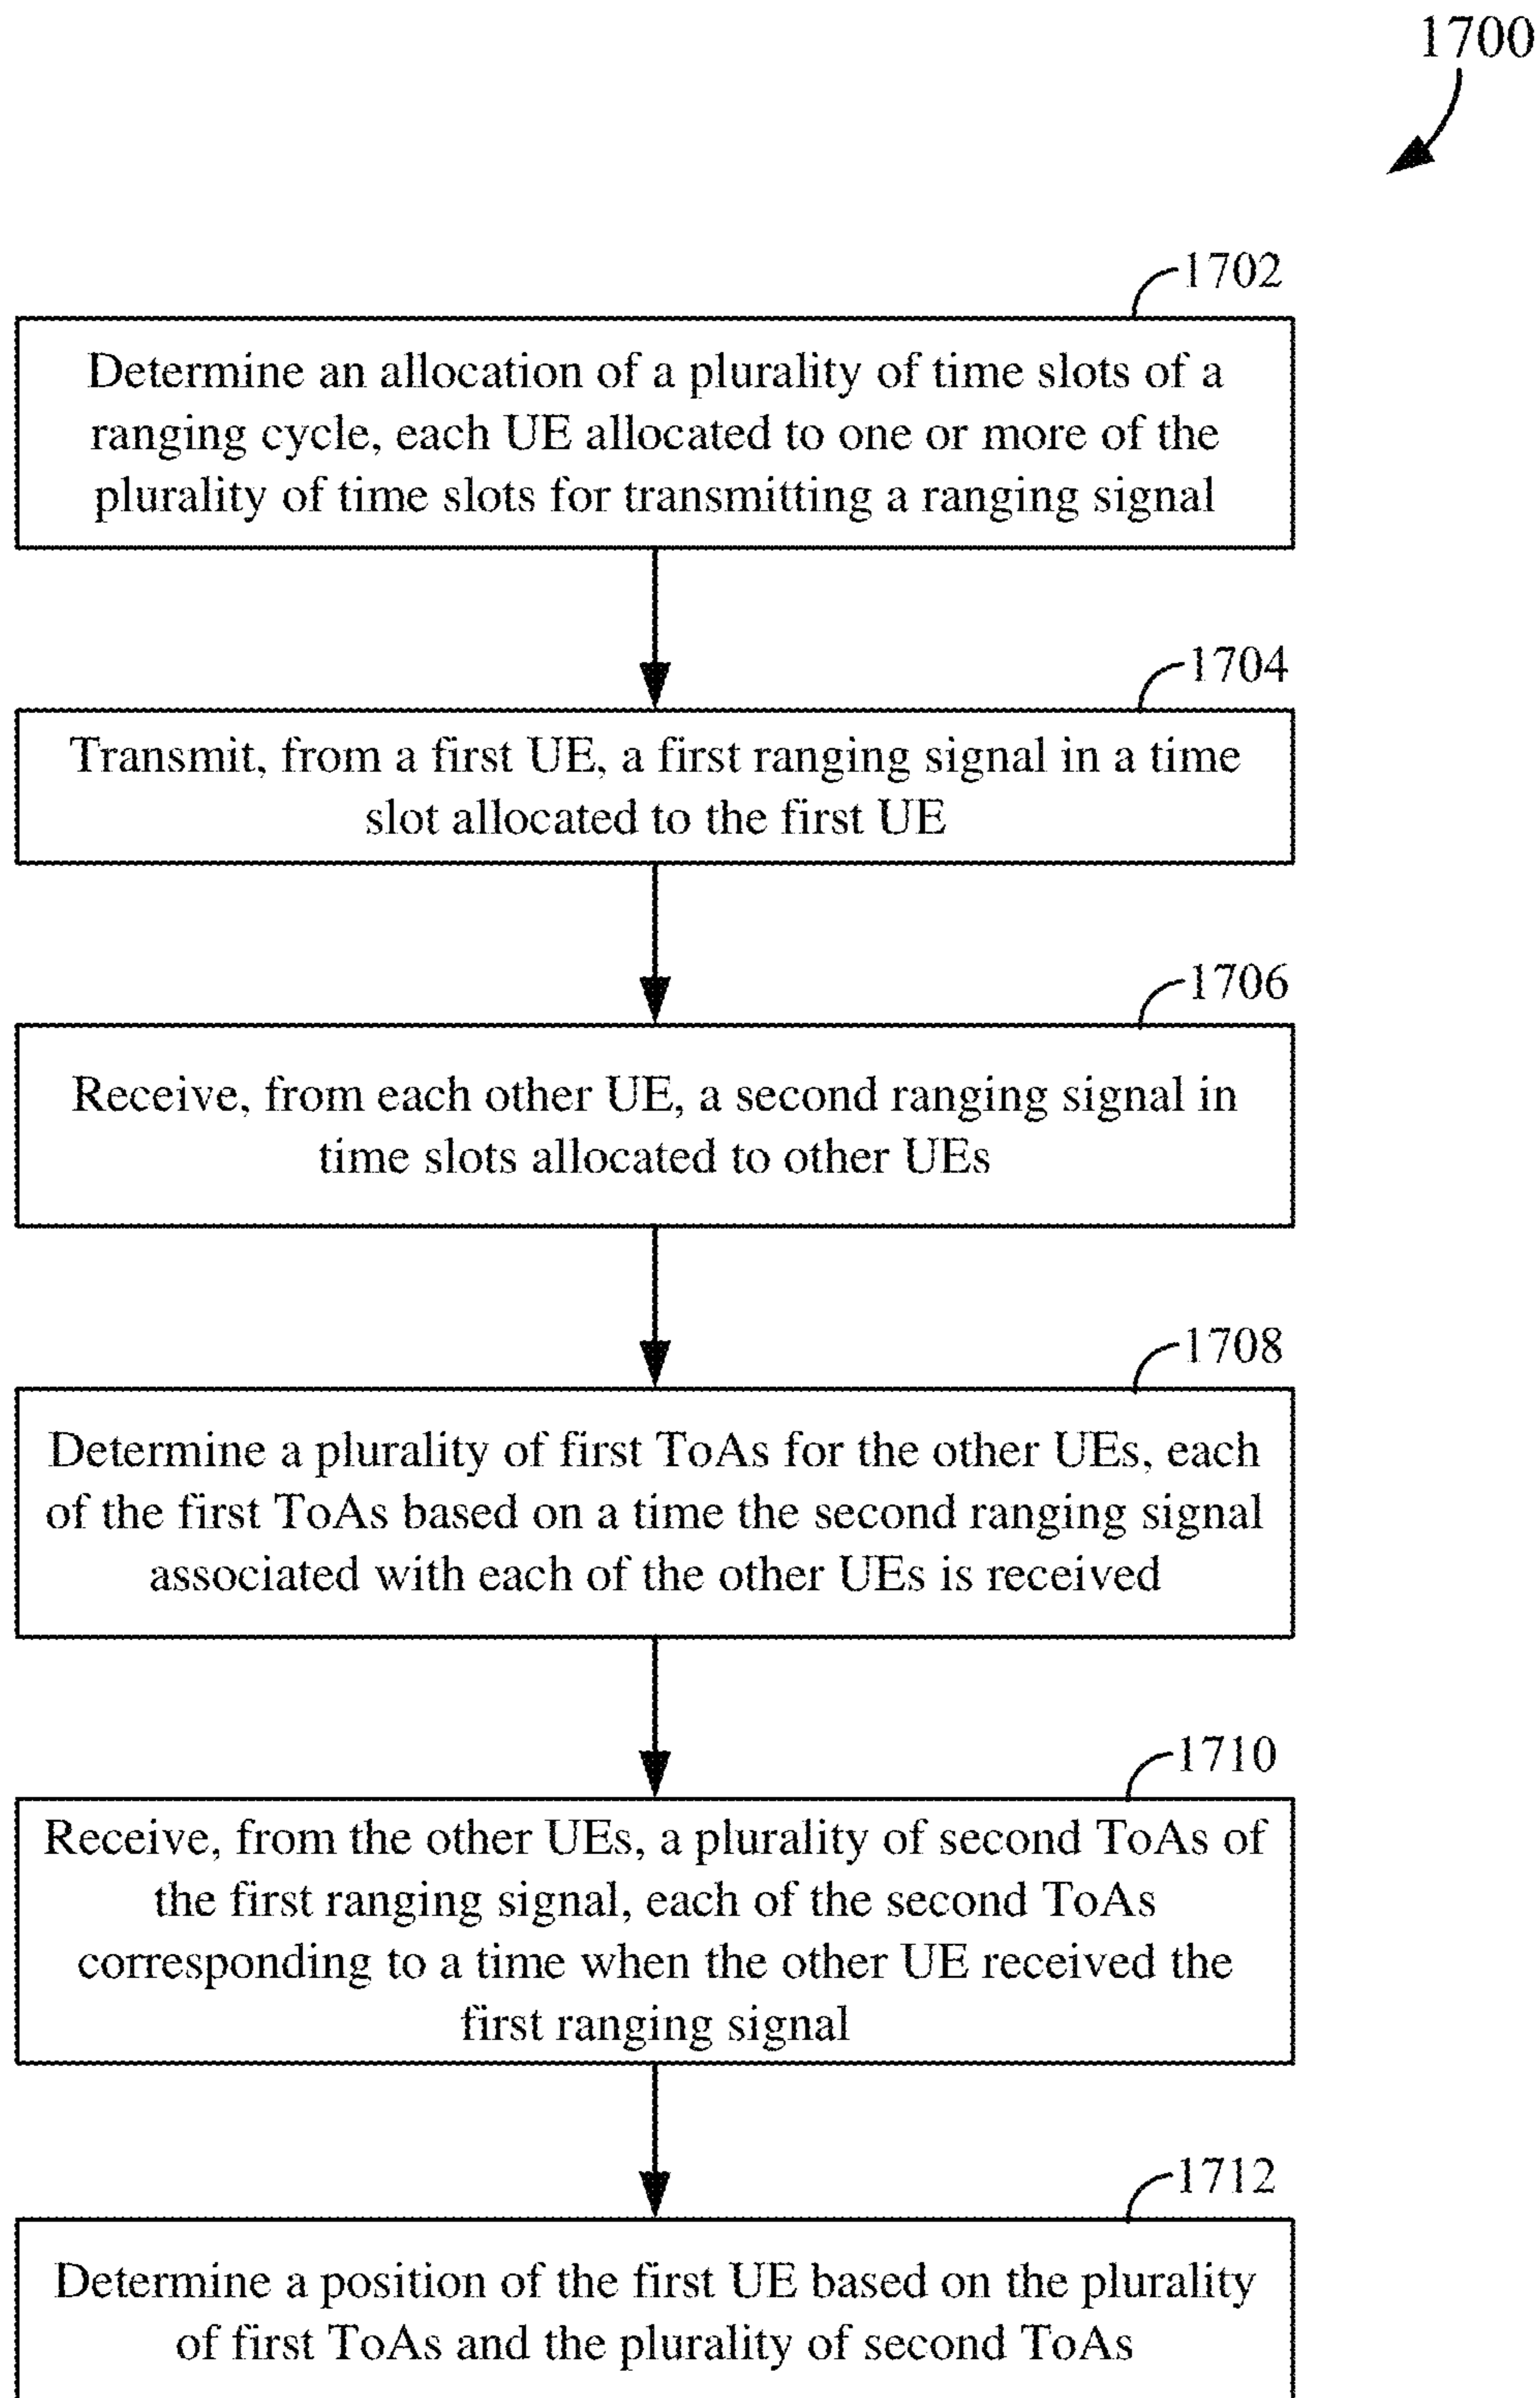 1700
1702
Determine an allocation of a plurality of time slots of a
ranging cycle, each UE allocated to one or more of the
plurality of time slots for transmitting a ranging signal
1704
Transmit, from a first UE, a first ranging signal in a time
slot allocated to the first UE
1706
Receive, from each other UE, a second ranging signal in
time slots allocated to other UEs
1708
Determine a plurality of first ToAs for the other UEs, each
of the first ToAs based on a time the second ranging signal
associated with each of the other UEs is received
1710
Receive, from the other UEs, a plurality of second ToAs of
the first ranging signal, each of the second ToAs
corresponding to a time when the other UE received the
first ranging signal
1712
Determine a position of the first UE based on the plurality
of first ToAs and the plurality of second ToAs